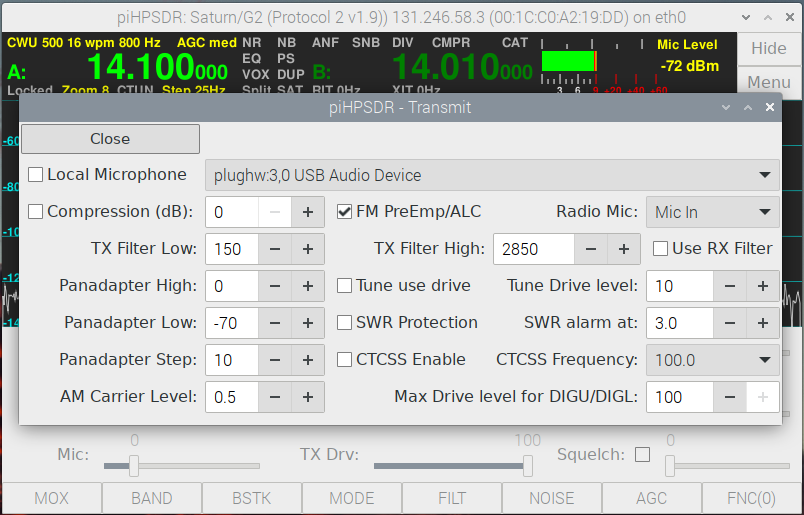 piHPSDR: Saturn/G2 (Protocol 2 v1.9)) 131.246.58.3 (00:1C:C0:A2:19:DD) on eth0
CWU 500 16 wpm 800 Hz AGC med NR NB ANF SNB DIV CMPR CAT Mic Level Hide
A: 14.100000 EQ PS B: 14.010000 -72 dBm
VOX DUP
Locked Zoom 8 CTUN Step 25Hz Split SAT RIT 0Hz XIT 0Hz 3 6 9 +20 +40 +60 Menu
piHPSDR - Transmit
Close
Local Microphone plughw:3,0 USB Audio Device
Compression (dB): 0 − + FM PreEmp/ALC Radio Mic: Mic In
TX Filter Low: 150 − + TX Filter High: 2850 − + Use RX Filter
Panadapter High: 0 − + Tune use drive Tune Drive level: 10 − +
Panadapter Low: -70 − + SWR Protection SWR alarm at: 3.0 − +
Panadapter Step: 10 − + CTCSS Enable CTCSS Frequency: 100.0
AM Carrier Level: 0.5 − + Max Drive level for DIGU/DIGL: 100 − +
-60
-80
-10
-12
-14
Mic: 0 TX Drv: 100 Squelch: 0
MOX BAND BSTK MODE FILT NOISE AGC FNC(0)